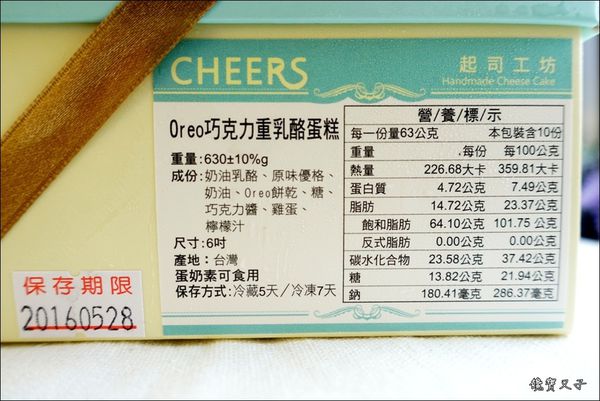 CHEERS
起司工坊
Handmade Cheese Cake
Oreo巧克力重乳酪蛋糕
重量:630±10%g
成份:奶油乳酪、原味優格、
奶油、Oreo餅乾、糖、
巧克力醬、雞蛋、
檸檬汁
尺寸:6吋
產地:台灣
蛋奶素可食用
保存方式:冷藏5天/冷凍7天
營/養/標/示
每一份量63公克 本包裝含10份
重量 .每份 每100公克
熱量 226.68大卡 359.81大卡
蛋白質 4.72公克 7.49公克
脂肪 14.72公克 23.37公克
飽和脂肪 64.10公克 101.75 公克
反式脂肪 0.00公克 0.00公克
碳水化合物 23.58公克 37.42公克
糖 13.82公克 21.94公克
鈉 180.41毫克 286.37毫克
保存期限
20160528